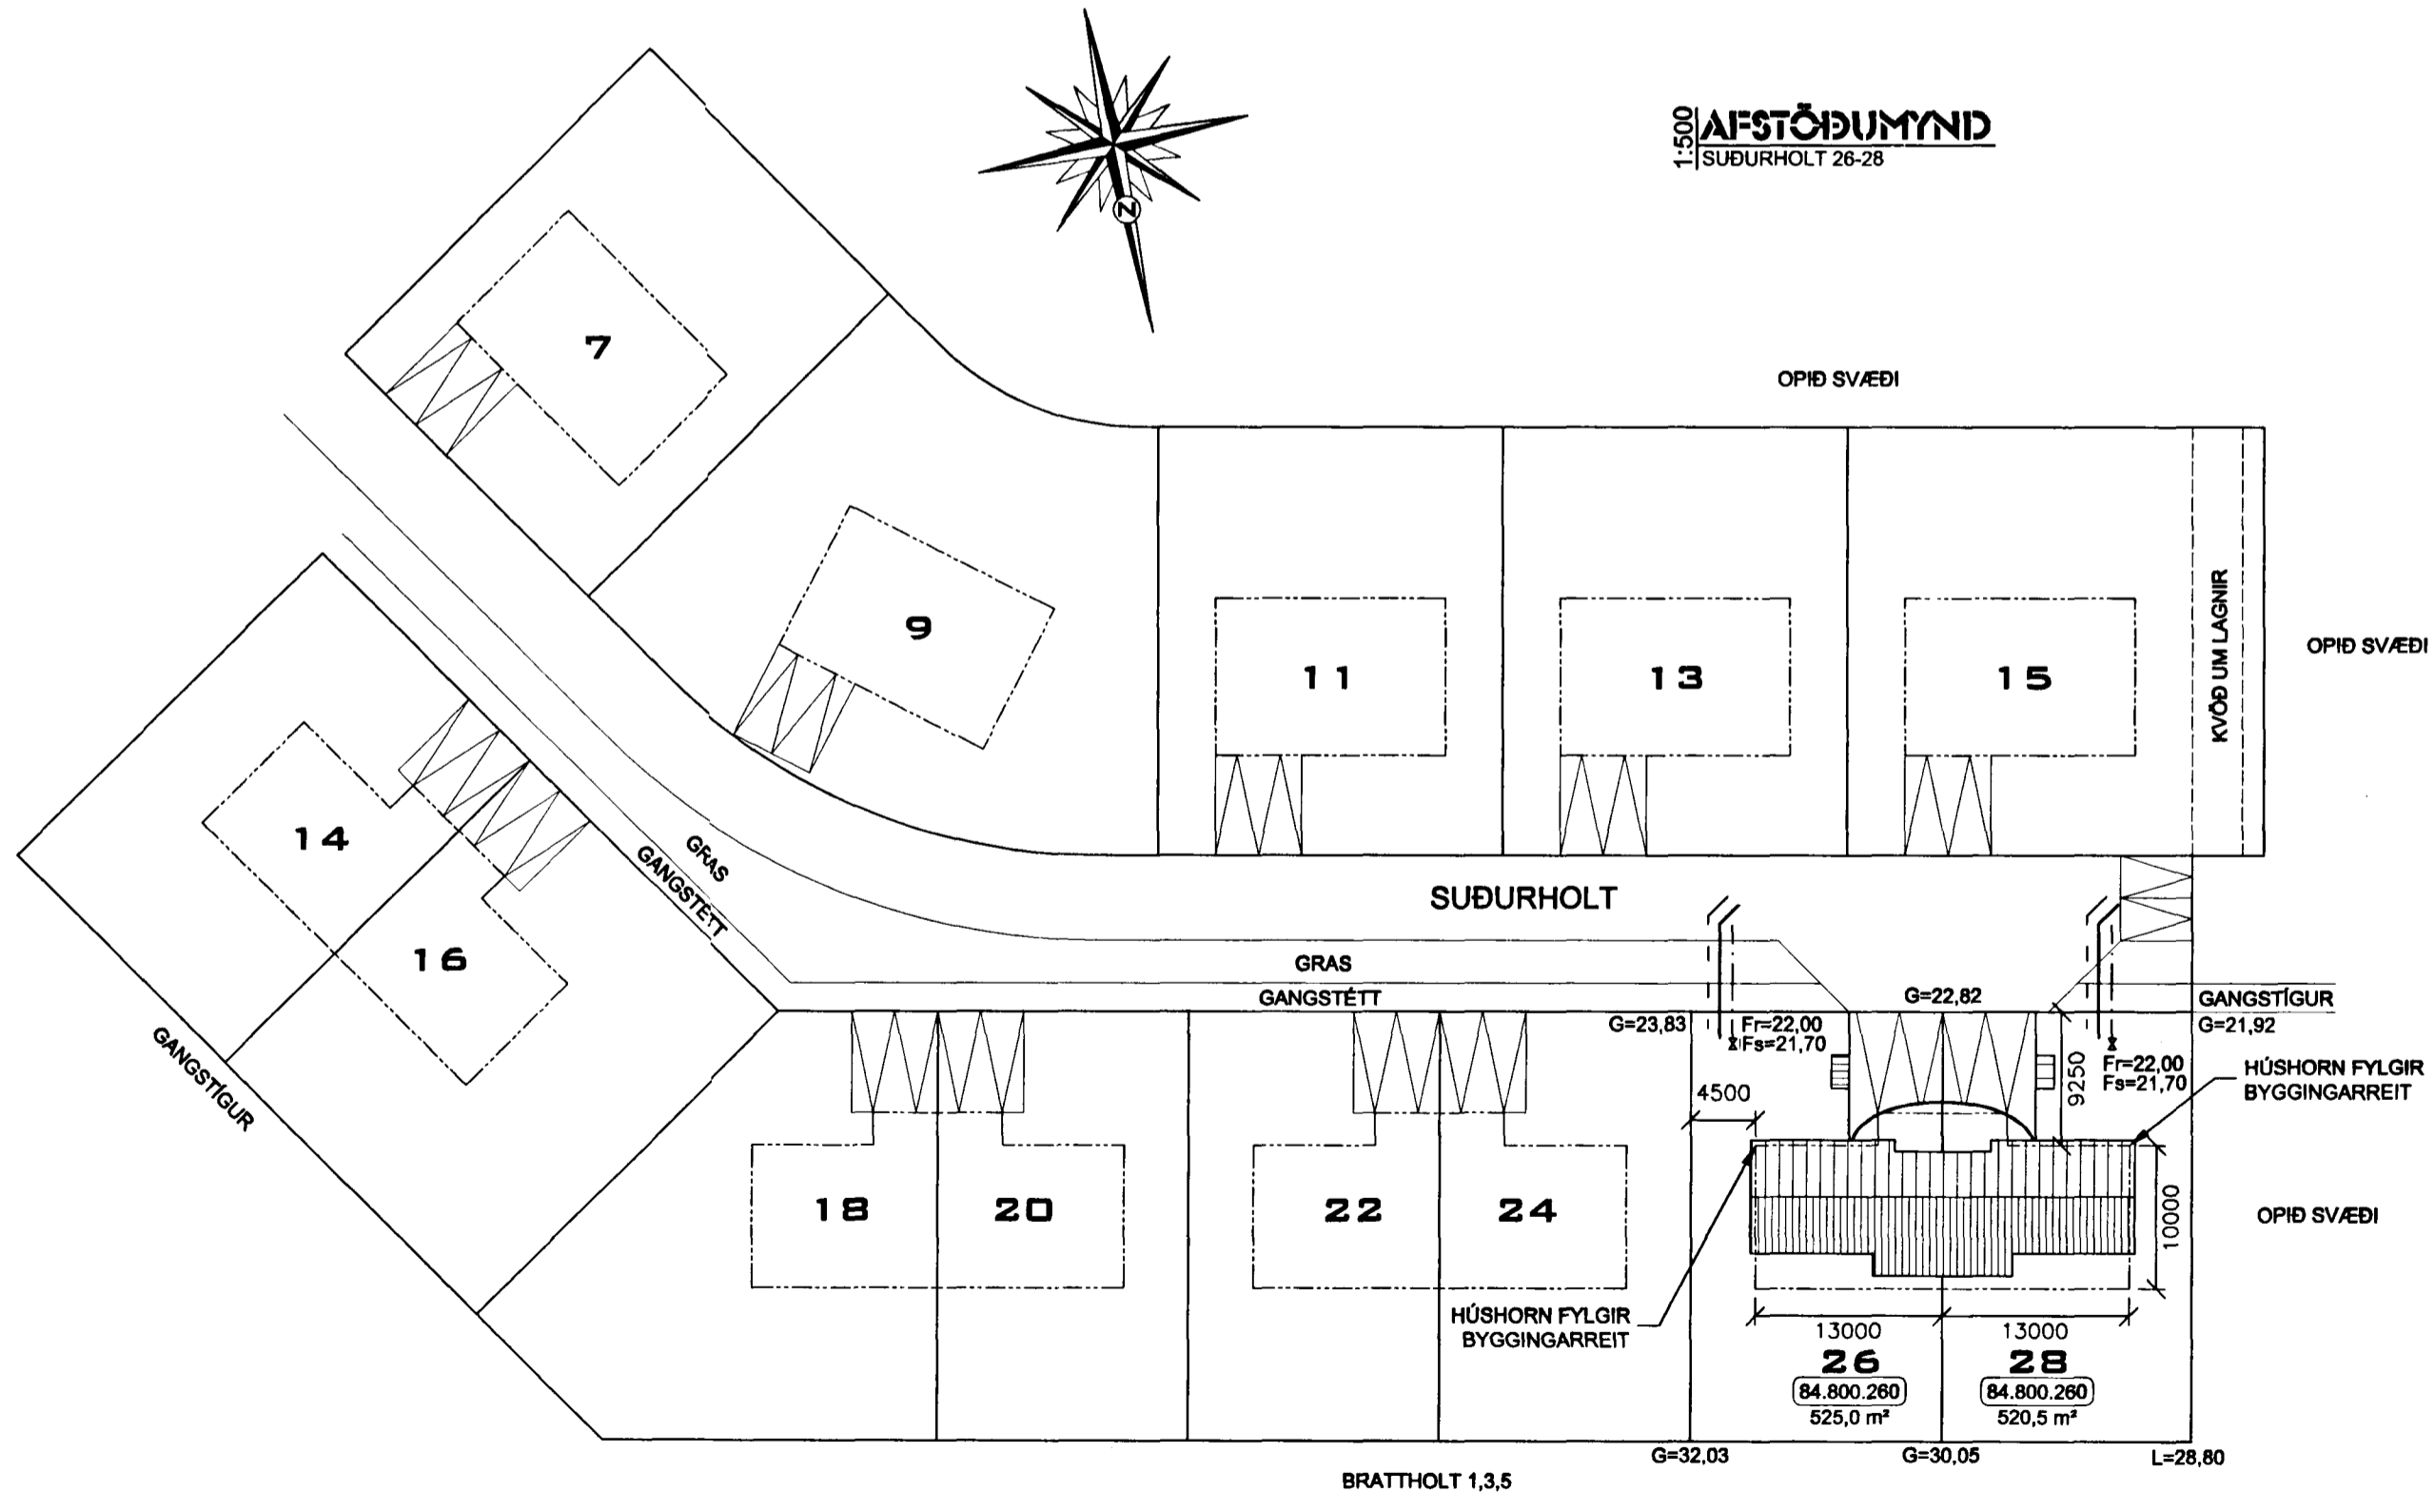 1:500
AFSTÖÐUMYND
SUÐURHOLT 26-28
N
7
OPIÐ SVÆÐI
9
11
13
15
KVÖÐ UM LAGNIR
OPIÐ SVÆÐI
14
16
GRAS
GANGSTÉTT
SUÐURHOLT
GRAS
GANGSTÉTT
G=22,82
GANGSTÍGUR
G=23,83
Fr=22,00
Fs=21,70
G=21,92
GANGSTÍGUR
4500
9250
Fr=22,00
Fs=21,70
HÚSHORN FYLGIR
BYGGINGARREIT
18
20
22
24
10000
OPIÐ SVÆÐI
HÚSHORN FYLGIR
BYGGINGARREIT
13000
13000
26
28
84.800.260
84.800.260
525,0 m²
520,5 m²
G=32,03
G=30,05
L=28,80
BRATTHOLT 1,3,5